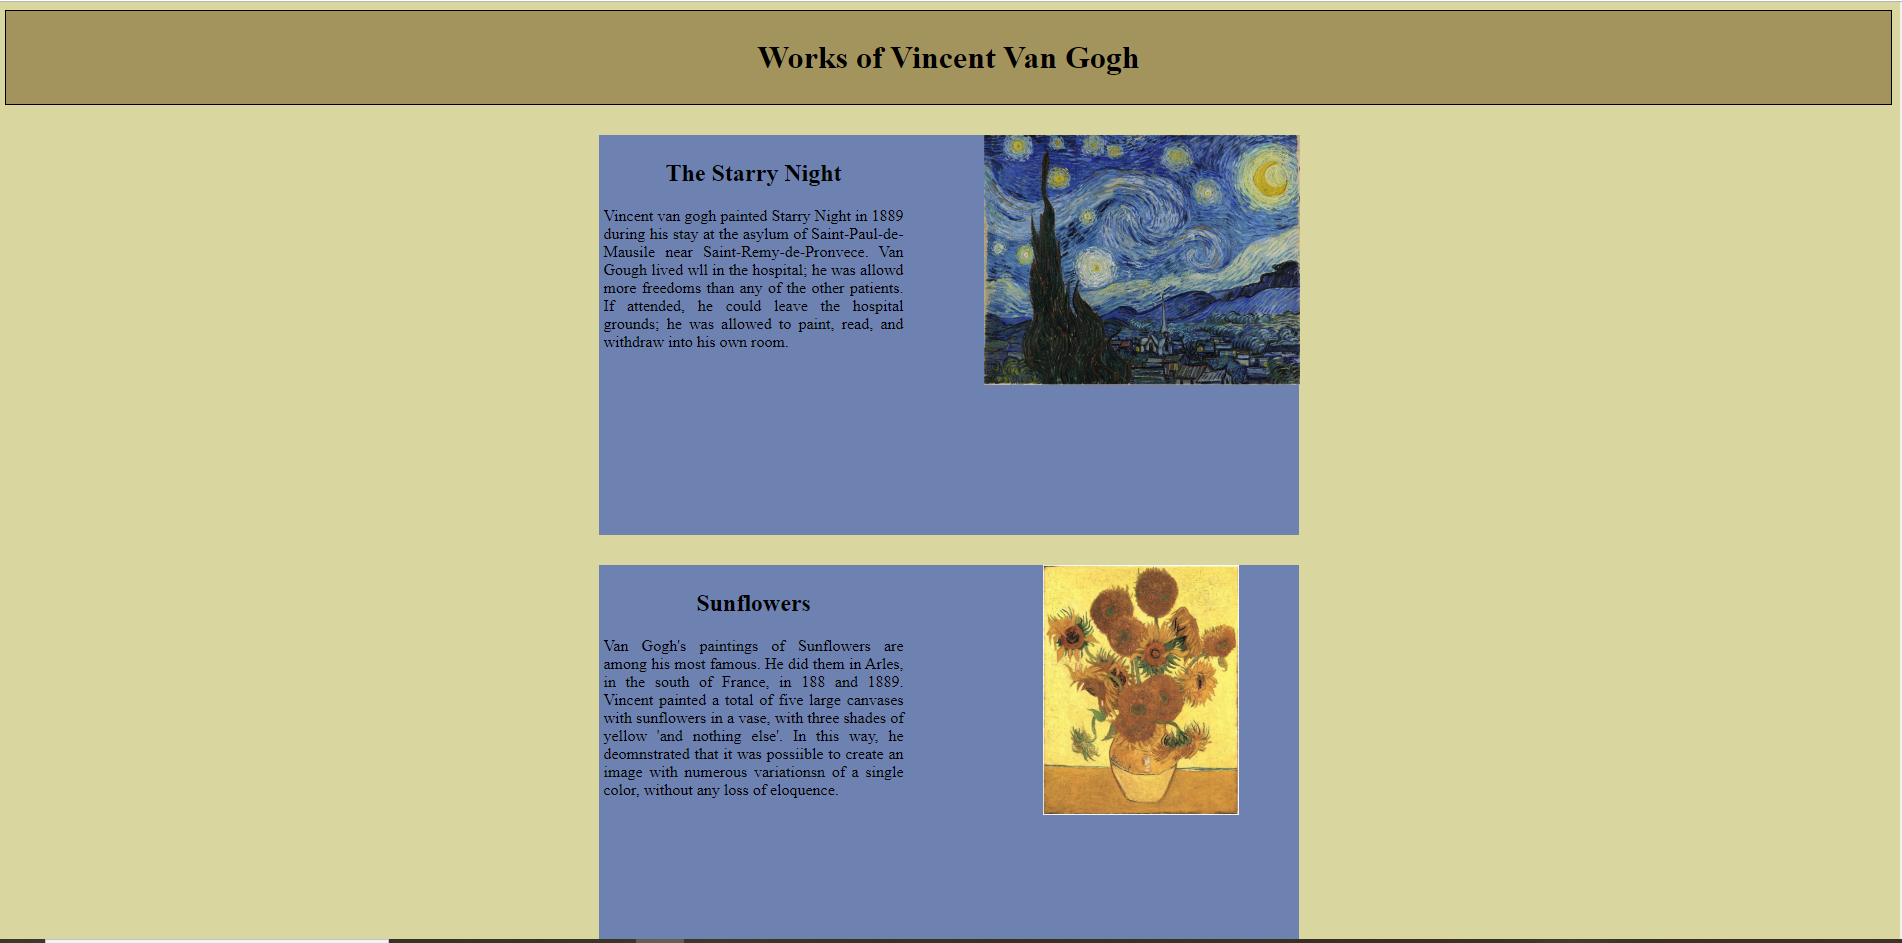 Works of Vincent Van Gogh
The Starry Night
Vincent van gogh painted Starry Night in 1889
during his stay at the asylum of Saint-Paul-de-
Mausile near Saint-Remy-de-Pronvece. Van
Gough lived wll in the hospital; he was allowd
more freedoms than any of the other patients.
If attended, he could leave the hospital
grounds; he was allowed to paint, read, and
withdraw into his own room.
Sunflowers
Van Gogh's paintings of Sunflowers are
among his most famous. He did them in Arles,
in the south of France, in 188 and 1889.
Vincent painted a total of five large canvases
with sunflowers in a vase, with three shades of
yellow 'and nothing else'. In this way, he
deomnstrated that it was possiible to create an
image with numerous variationsn of a single
color, without any loss of eloquence.